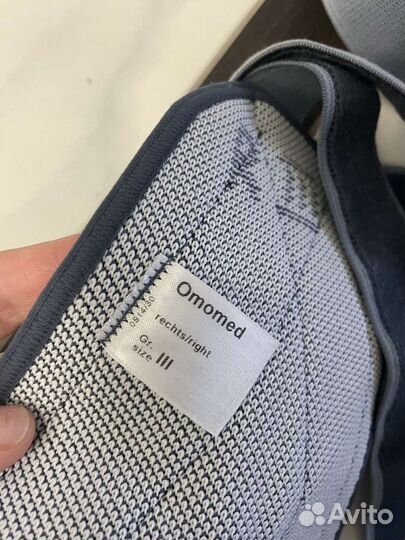 Omomed
rechts/right
Gr.
size III
Avito